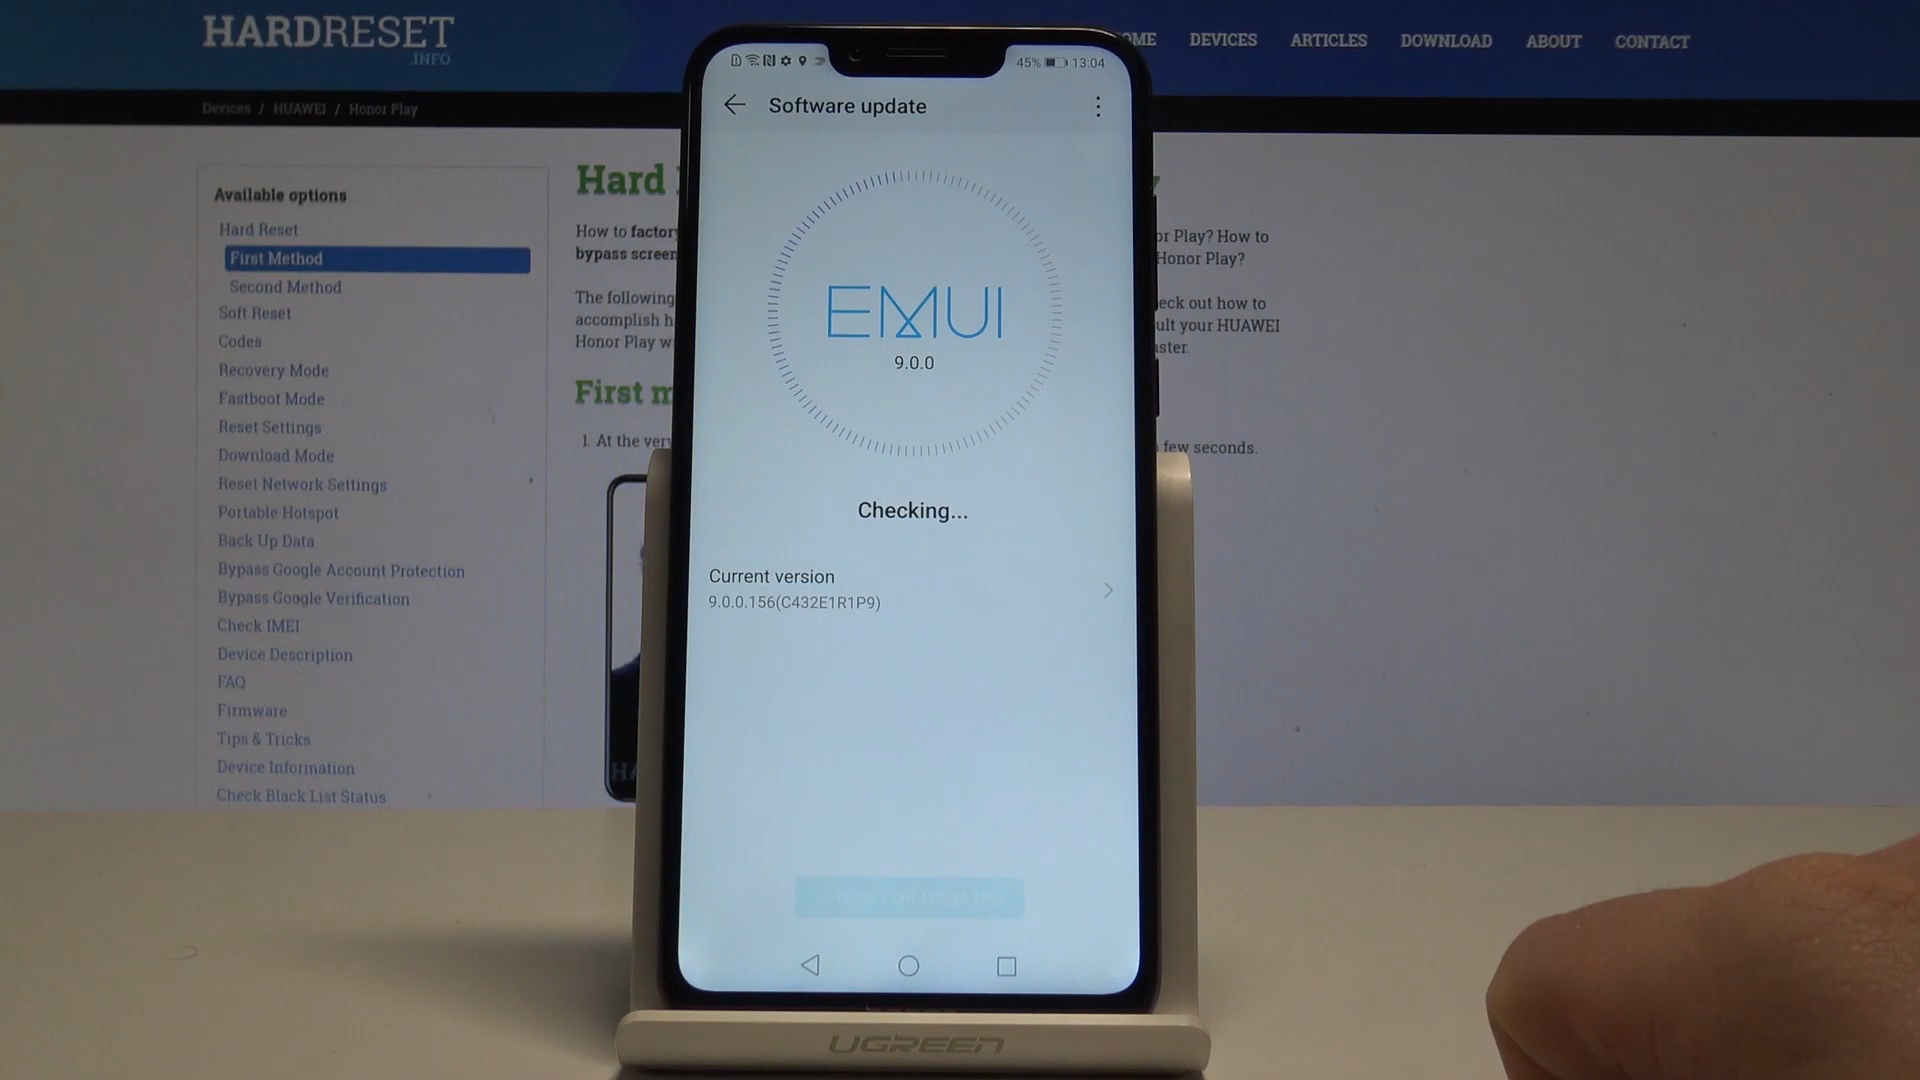 HARDRESET
.INFO
DEVICES
ARTICLES
DOWNLOAD
ABOUT
CONTACT
Devices / HUAWEI / Honor Play
Available options
Hard Reset
First Method
Second Method
Soft Reset
Codes
Recovery Mode
Fastboot Mode
Reset Settings
Download Mode
Reset Network Settings
Portable Hotspot
Back Up Data
Bypass Google Account Protection
Bypass Google Verification
Check IMEI
Device Description
FAQ
Firmware
Tips & Tricks
Device Information
Check Black List Status
Hard
How to
or Play? How to
bypass
Honor Play?
The following
eck out how to
accomplish
ult your HUAWEI
Honor Play
First
1. At the
few seconds.
45% 13:04
Software update
EMUI
9.0.0
Checking...
Current version
9.0.0.156(C432E1R1P9)
CHECK FOR UPDATES
UGREEN